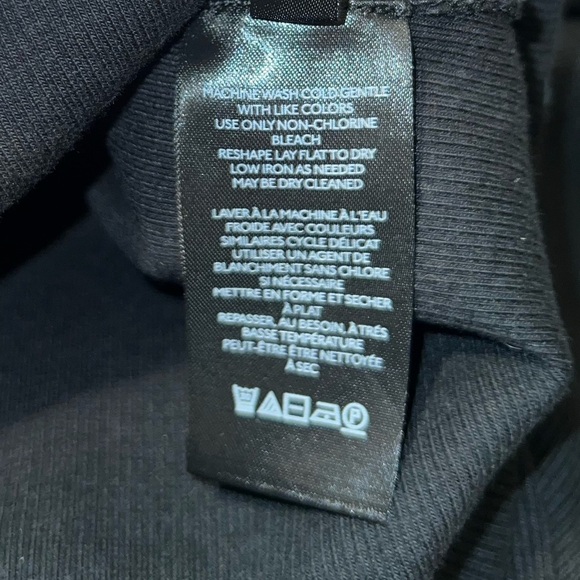 MACHINE WASH COLD GENTLE
WITH LIKE COLORS
USE ONLY NON-CHLORINE
BLEACH
RESHAPE LAY FLAT TO DRY
LOW IRON AS NEEDED
MAY BE DRY CLEANED
LAVER À LA MACHINE À L'EAU
FROIDE AVEC COULEURS
SIMILAIRES CYCLE DÉLICAT
UTILISER UN AGENT DE
BLANCHIMENT SANS CHLORE
SI NÉCESSAIRE
METTRE EN FORME ET SECHER
À PLAT
REPASSER, AU BESOIN, À TRÉS
BASSE TEMPÉRATURE
PEUT-ÊTRE ÊTRE NETTOYÉE
À SEC
30 P